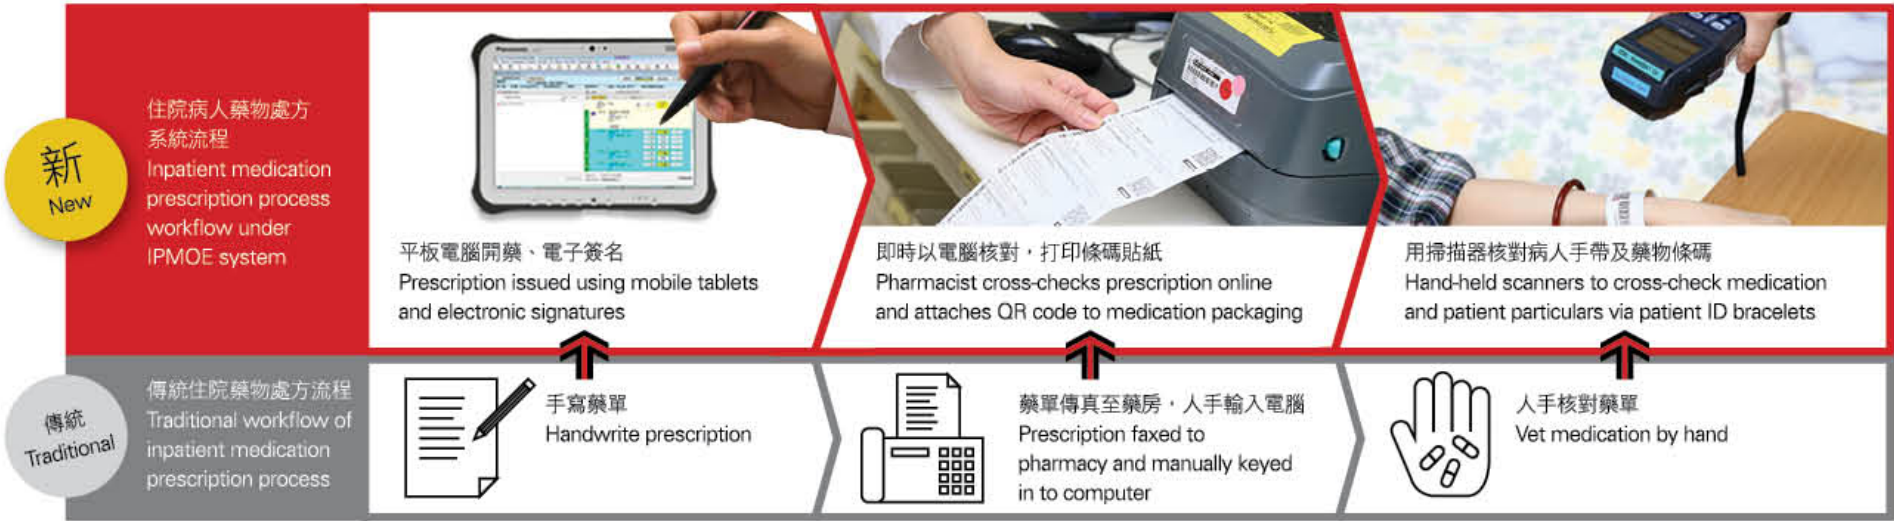 新
New
住院病人藥物處方
系統流程
Inpatient medication
prescription process
workflow under
IPMOE system
Panasonic
平板電腦開藥、電子簽名
Prescription issued using mobile tablets
and electronic signatures
即時以電腦核對，打印條碼貼紙
Pharmacist cross-checks prescription online
and attaches QR code to medication packaging
用掃描器核對病人手帶及藥物條碼
Hand-held scanners to cross-check medication
and patient particulars via patient ID bracelets
傳統
Traditional
傳統住院藥物處方流程
Traditional workflow of
inpatient medication
prescription process
手寫藥單
Handwrite prescription
藥單傳真至藥房，人手輸入電腦
Prescription faxed to
pharmacy and manually keyed
in to computer
人手核對藥單
Vet medication by hand